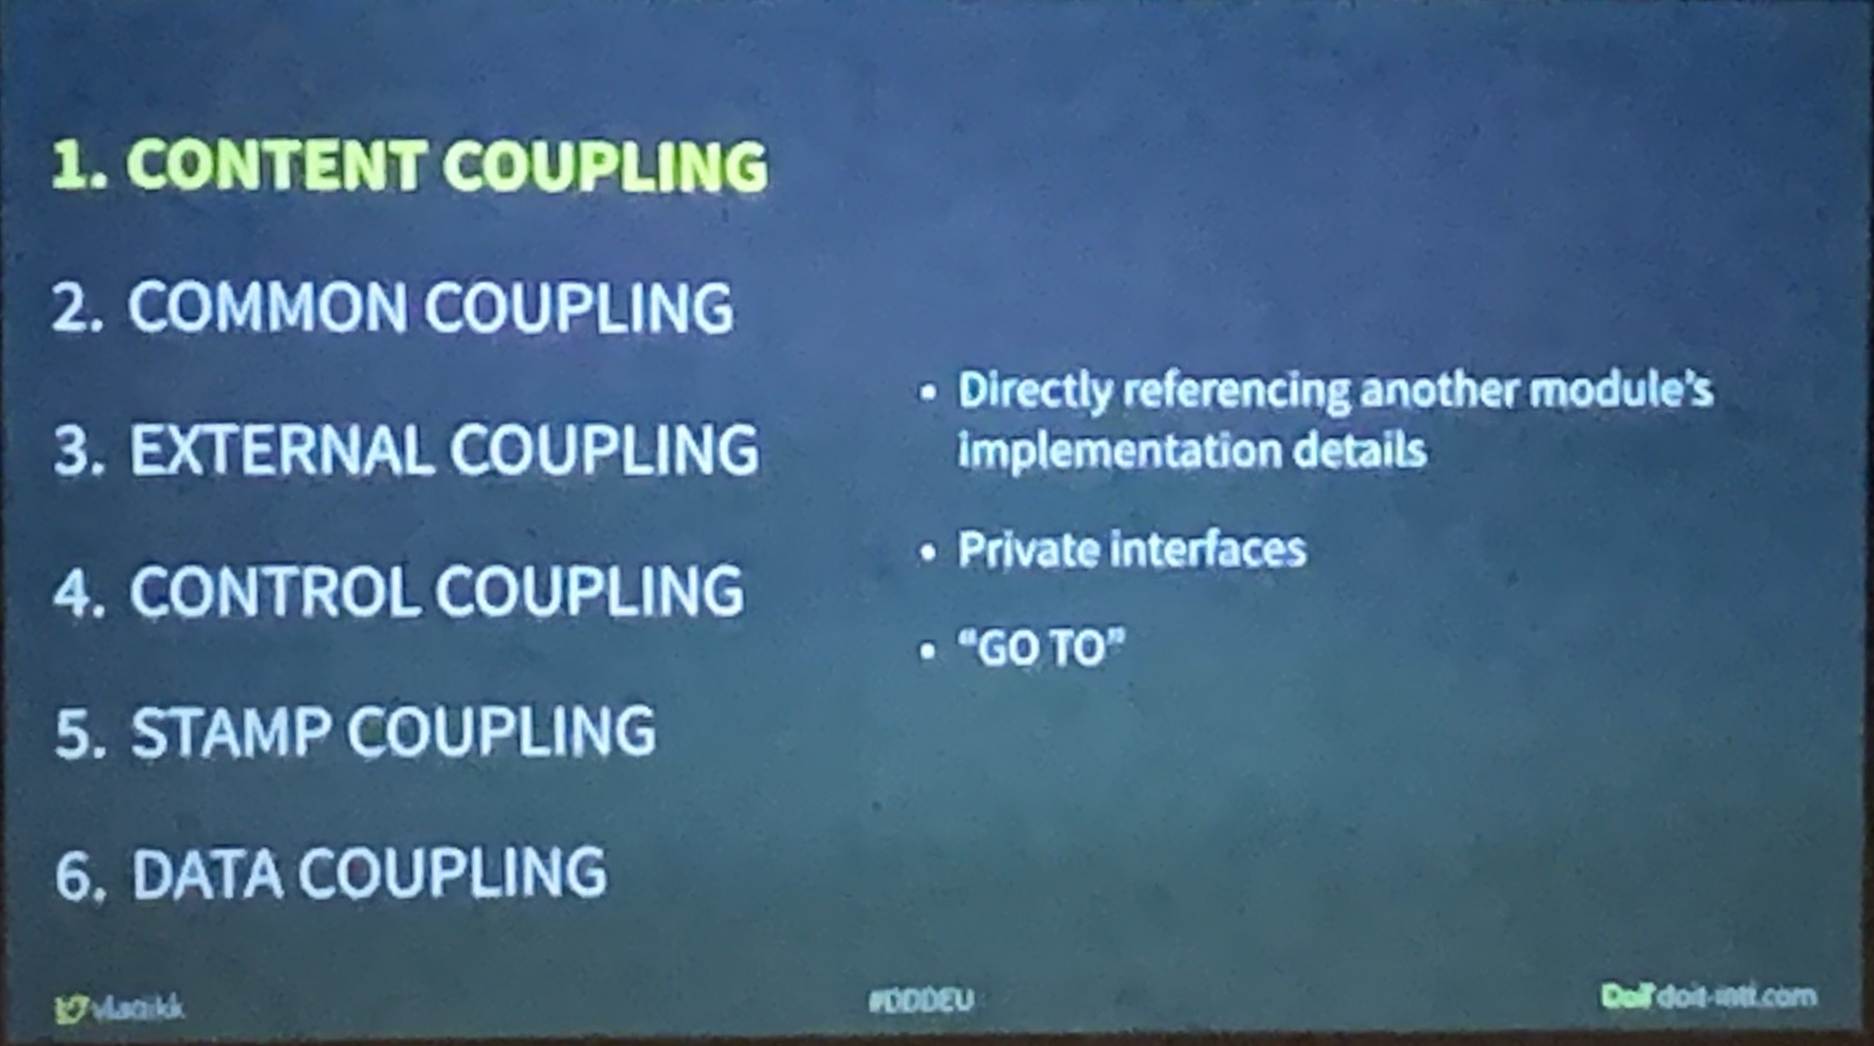 1. CONTENT COUPLING
2. COMMON COUPLING
3. EXTERNAL COUPLING
4. CONTROL COUPLING
5. STAMP COUPLING
6. DATA COUPLING
• Directly referencing another module’s
implementation details
• Private interfaces
• “GO TO”
vladikk
#DDDEU
DoiT doit-intl.com